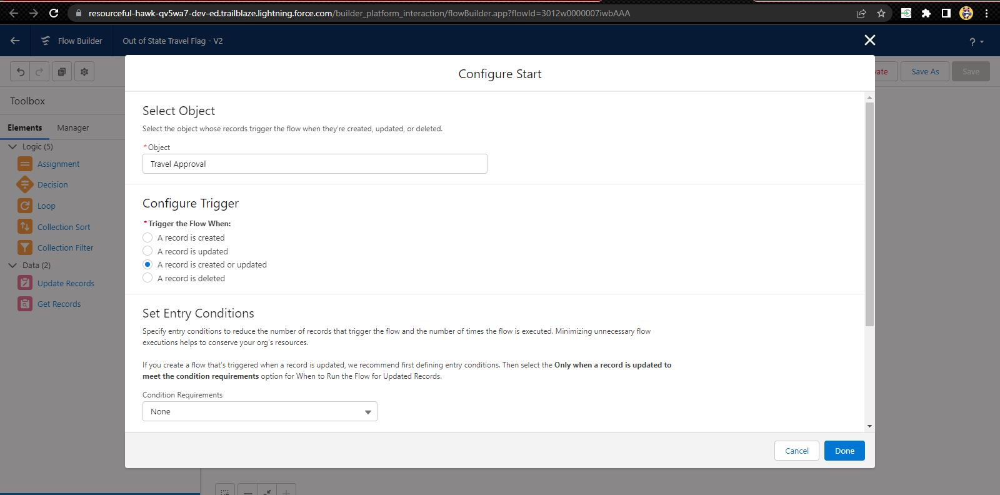 resourceful-hawk-qv5wa7-dev-ed.trailblaze.lightning.force.com/builder_platform_interaction/flowBuilder.app?flowId=3012w0000007iwbAAA
Flow Builder
Out of State Travel Flag - V2
?
Configure Start
ate
Save As
Save
Toolbox
Elements
Manager
Logic (5)
Assignment
Decision
Loop
Collection Sort
Collection Filter
Data (2)
Update Records
Get Records
Select Object
Select the object whose records trigger the flow when they're created, updated, or deleted.
*Object
Travel Approval
Configure Trigger
*Trigger the Flow When:
A record is created
A record is updated
A record is created or updated
A record is deleted
Set Entry Conditions
Specify entry conditions to reduce the number of records that trigger the flow and the number of times the flow is executed. Minimizing unnecessary flow
executions helps to conserve your org's resources.
If you create a flow that's triggered when a record is updated, we recommend first defining entry conditions. Then select the Only when a record is updated to
meet the condition requirements option for When to Run the Flow for Updated Records.
Condition Requirements
None
Cancel
Done